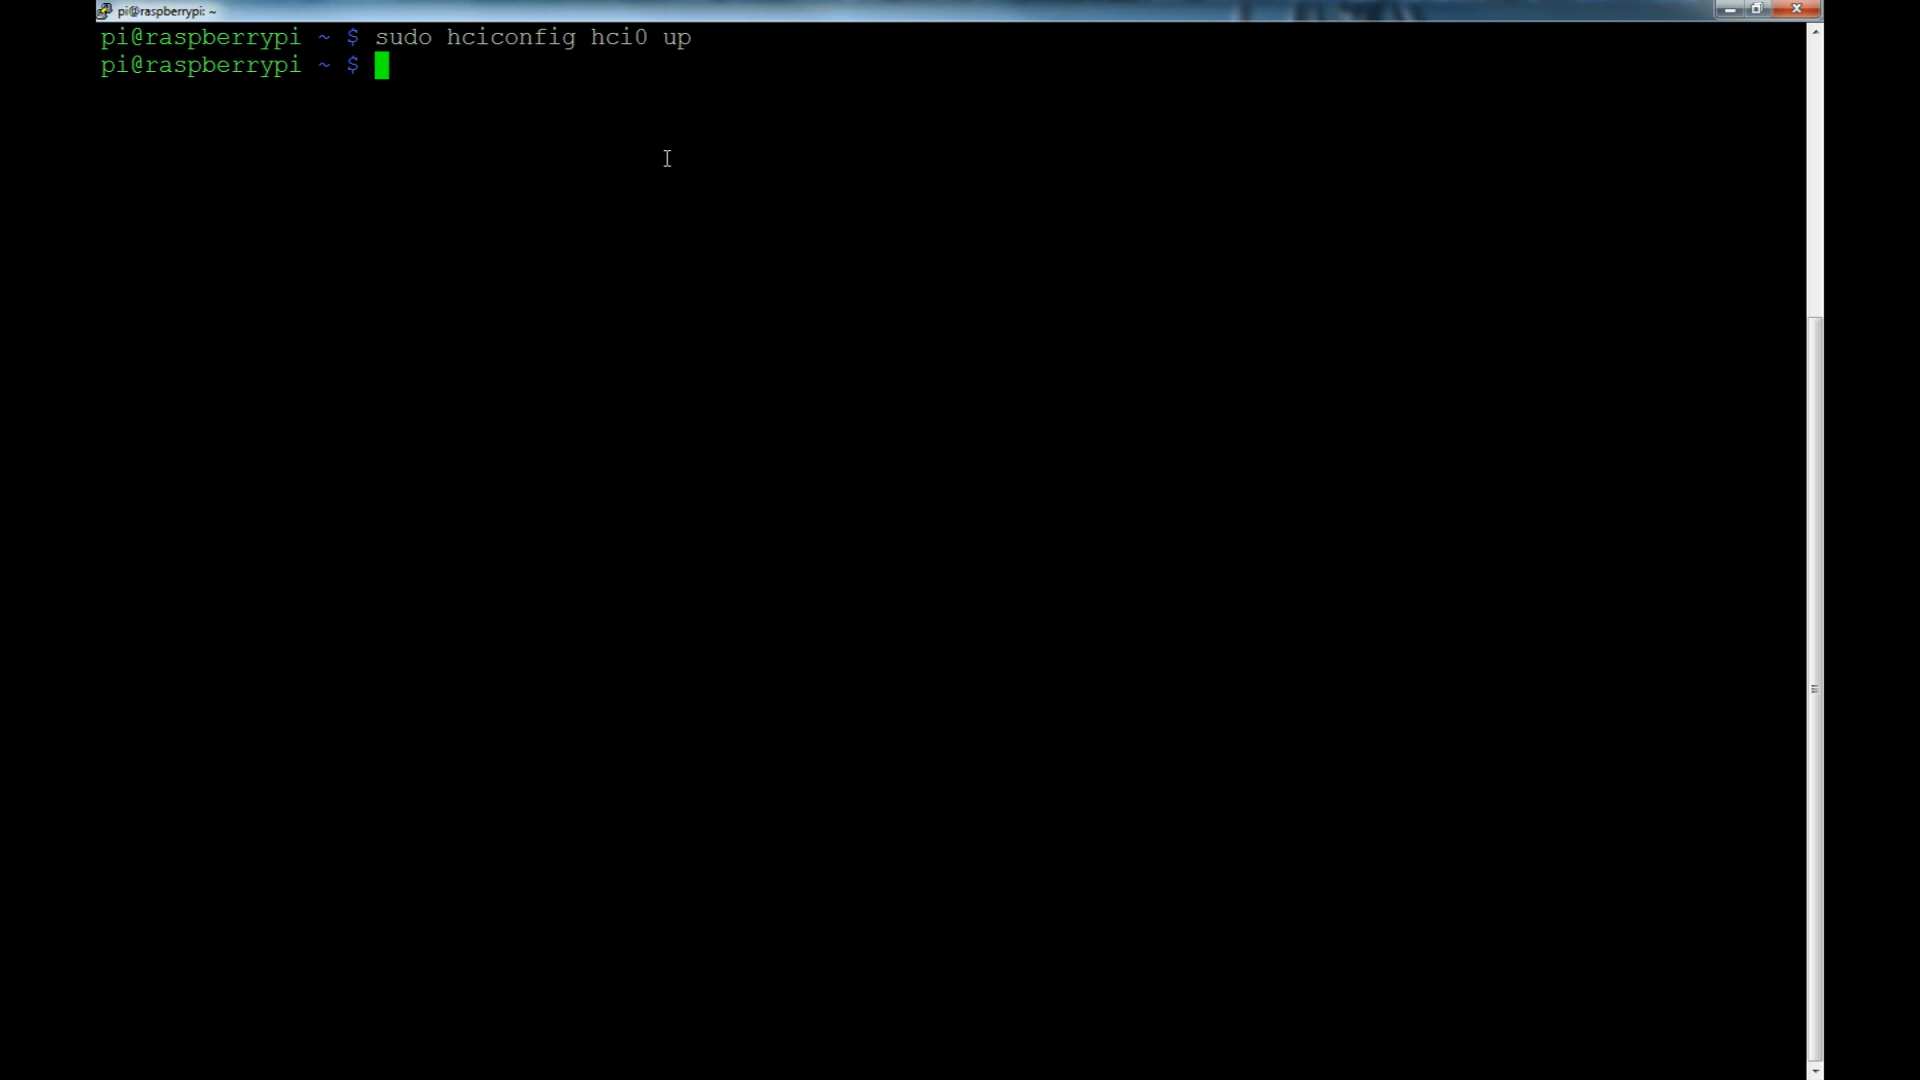 pi@raspberrypi: ~
pi@raspberrypi ~ $ sudo hciconfig hci0 up
pi@raspberrypi ~ $